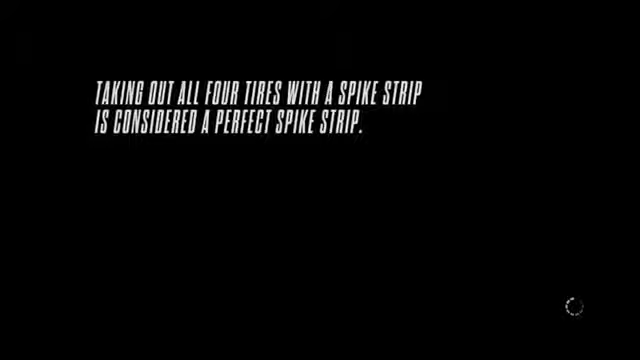 TAKING OUT ALL FOUR TIRES WITH A SPIKE STRIP
IS CONSIDERED A PERFECT SPIKE STRIP.